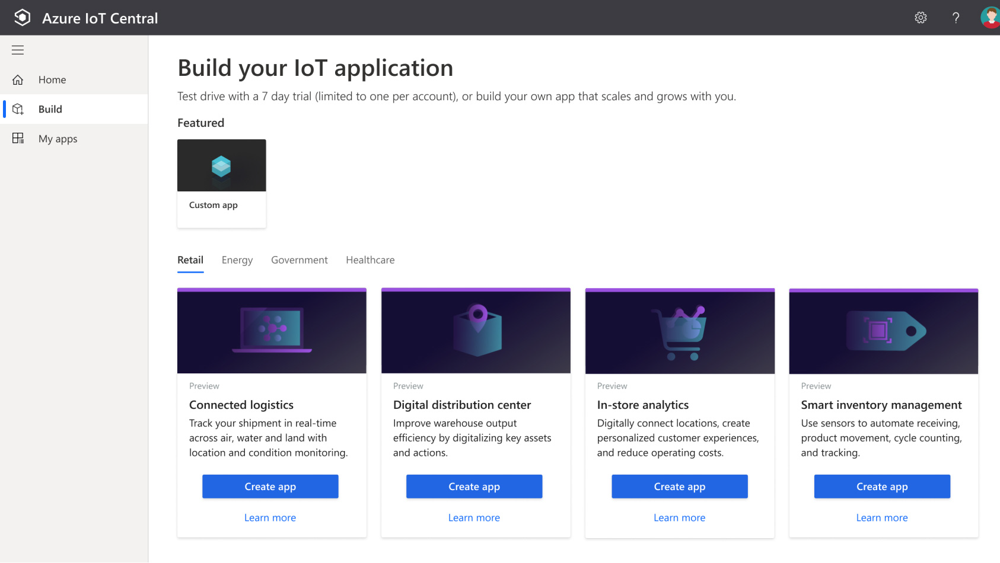 Azure IoT Central
?
Home
Build
My apps
Build your IoT application
Test drive with a 7 day trial (limited to one per account), or build your own app that scales and grows with you.
Featured
Custom app
Retail Energy Government Healthcare
Preview
Connected logistics
Track your shipment in real-time
across air, water and land with
location and condition monitoring.
Create app
Learn more
Preview
Digital distribution center
Improve warehouse output
efficiency by digitalizing key assets
and actions.
Create app
Learn more
Preview
In-store analytics
Digitally connect locations, create
personalized customer experiences,
and reduce operating costs.
Create app
Learn more
Preview
Smart inventory management
Use sensors to automate receiving,
product movement, cycle counting,
and tracking.
Create app
Learn more